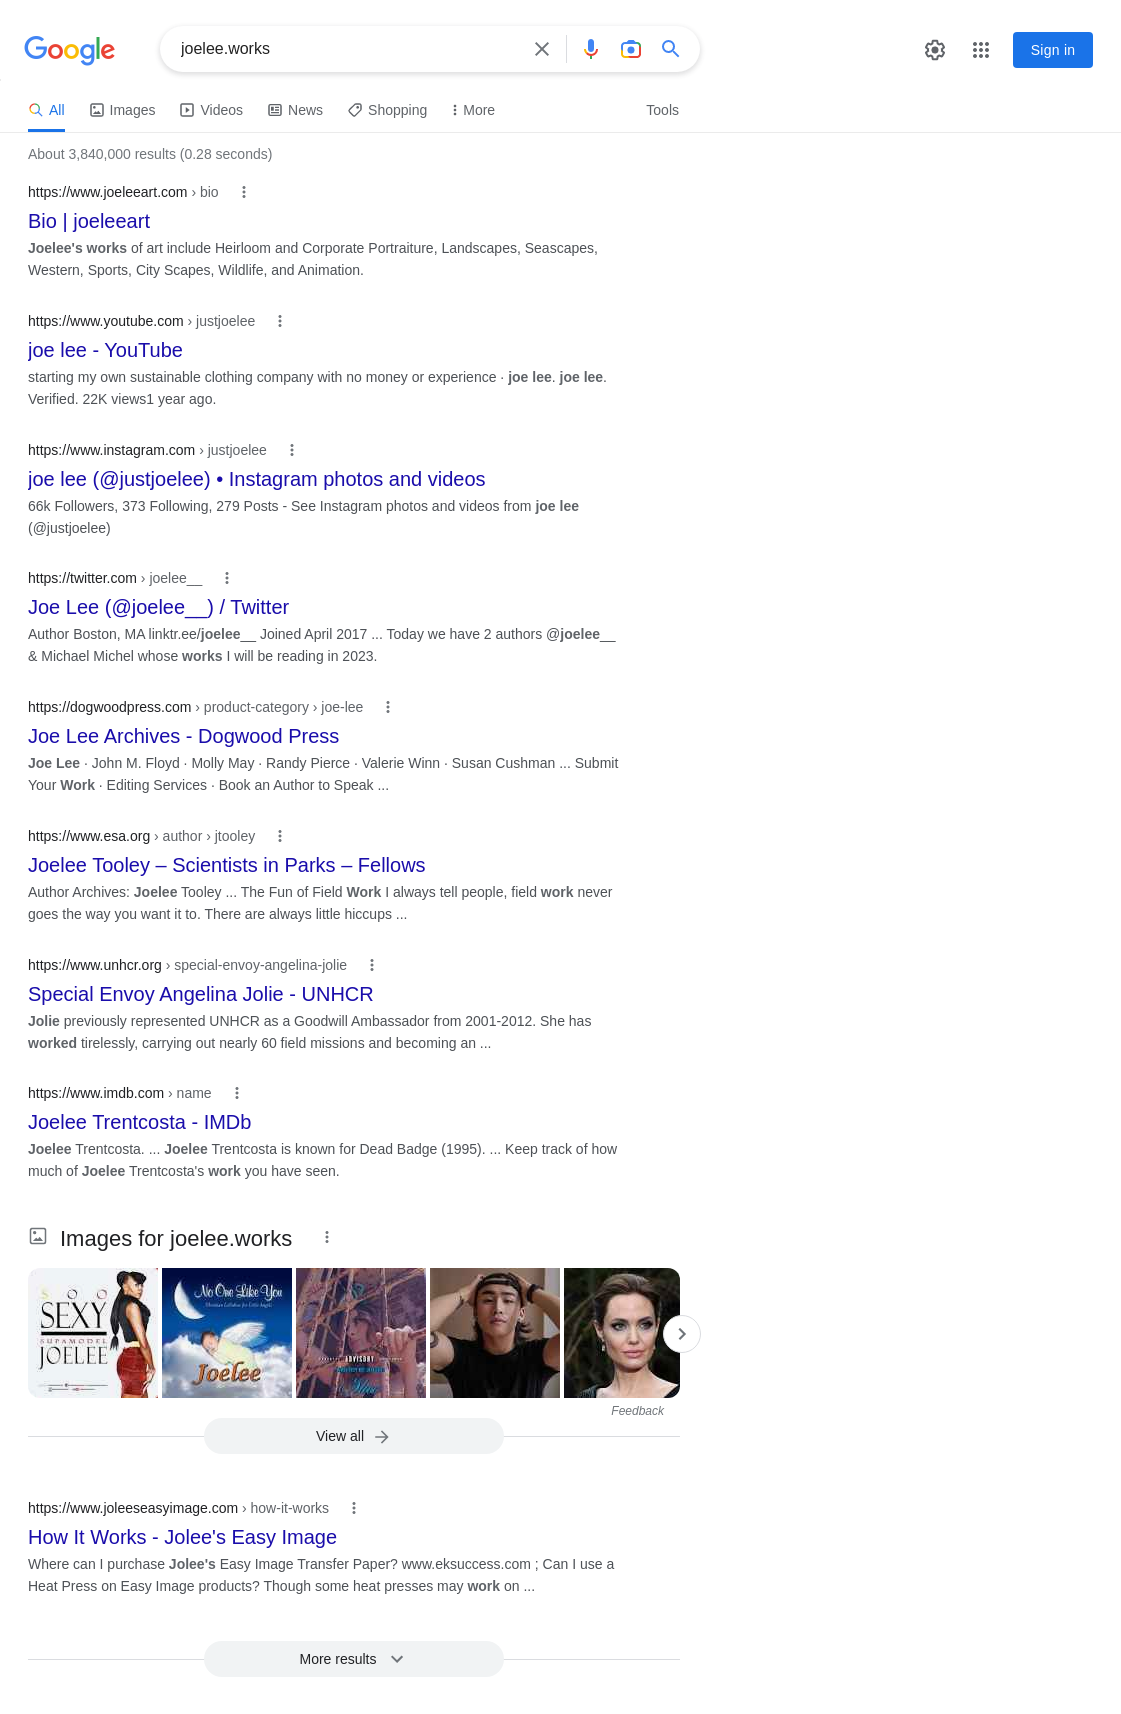 Google
joelee.works
Sign in
All
Images
Videos
News
Shopping
More
Tools
About 3,840,000 results (0.28 seconds)
https://www.joeleeart.com › bio
Bio | joeleeart
Joelee's works of art include Heirloom and Corporate Portraiture, Landscapes, Seascapes,
Western, Sports, City Scapes, Wildlife, and Animation.
https://www.youtube.com › justjoelee
joe lee - YouTube
starting my own sustainable clothing company with no money or experience · joe lee. joe lee.
Verified. 22K views1 year ago.
https://www.instagram.com › justjoelee
joe lee (@justjoelee) • Instagram photos and videos
66k Followers, 373 Following, 279 Posts - See Instagram photos and videos from joe lee
(@justjoelee)
https://twitter.com › joelee__
Joe Lee (@joelee__) / Twitter
Author Boston, MA linktr.ee/joelee__ Joined April 2017 ... Today we have 2 authors @joelee__
& Michael Michel whose works I will be reading in 2023.
https://dogwoodpress.com › product-category › joe-lee
Joe Lee Archives - Dogwood Press
Joe Lee · John M. Floyd · Molly May · Randy Pierce · Valerie Winn · Susan Cushman ... Submit
Your Work · Editing Services · Book an Author to Speak ...
https://www.esa.org › author › jtooley
Joelee Tooley – Scientists in Parks – Fellows
Author Archives: Joelee Tooley ... The Fun of Field Work I always tell people, field work never
goes the way you want it to. There are always little hiccups ...
https://www.unhcr.org › special-envoy-angelina-jolie
Special Envoy Angelina Jolie - UNHCR
Jolie previously represented UNHCR as a Goodwill Ambassador from 2001-2012. She has
worked tirelessly, carrying out nearly 60 field missions and becoming an ...
https://www.imdb.com › name
Joelee Trentcosta - IMDb
Joelee Trentcosta. ... Joelee Trentcosta is known for Dead Badge (1995). ... Keep track of how
much of Joelee Trentcosta's work you have seen.
Images for joelee.works
SOO
SEXY
SUPAMODEL
JOELEE
No One Like You
Joelee
ADVISORY
Feedback
View all
https://www.joleeseasyimage.com › how-it-works
How It Works - Jolee's Easy Image
Where can I purchase Jolee's Easy Image Transfer Paper? www.eksuccess.com ; Can I use a
Heat Press on Easy Image products? Though some heat presses may work on ...
More results